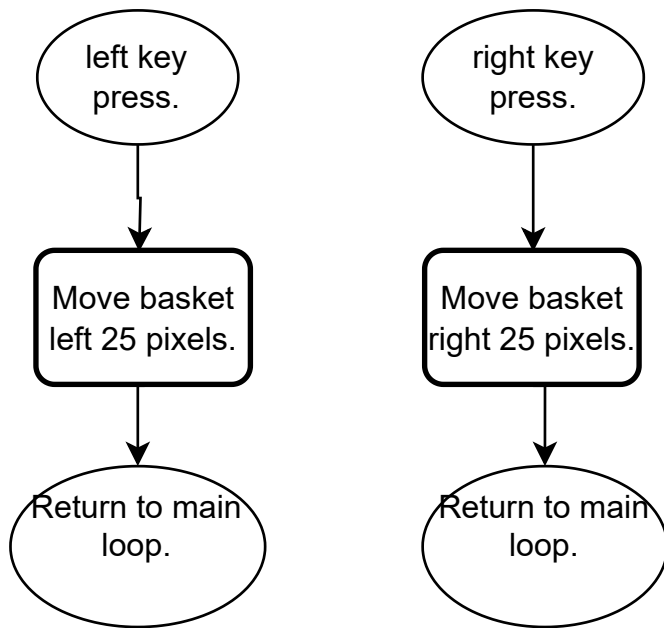 left key
press.
Move basket
left 25 pixels.
Return to main
loop.
right key
press.
Move basket
right 25 pixels.
Return to main
loop.